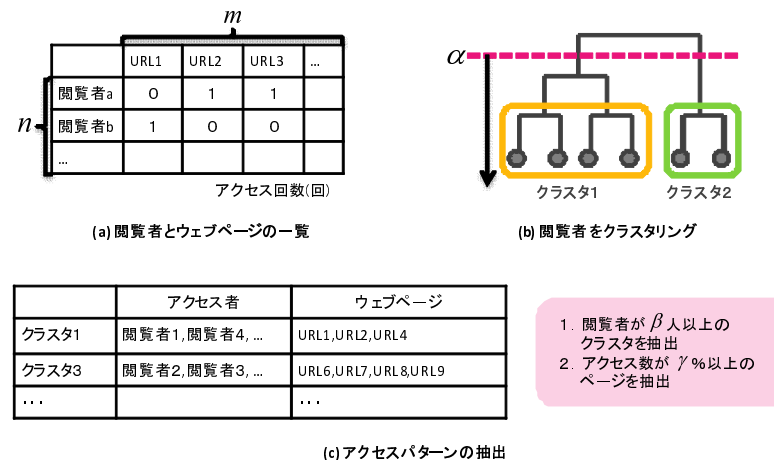 m
URL1 URL2 URL3 ...
n
閲覧者a 0 1 1
閲覧者b 1 0 0
...
アクセス回数(回)
(a)閲覧者とウェブページの一覧
α
クラスタ1 クラスタ2
(b)閲覧者をクラスタリング
アクセス者 ウェブページ
クラスタ1 閲覧者1,閲覧者4, ... URL1,URL2,URL4
クラスタ3 閲覧者2,閲覧者3, ... URL6,URL7,URL8,URL9
... ...
1. 閲覧者がβ人以上の
クラスタを抽出
2. アクセス数がγ%以上の
ページを抽出
(c)アクセスパターンの抽出